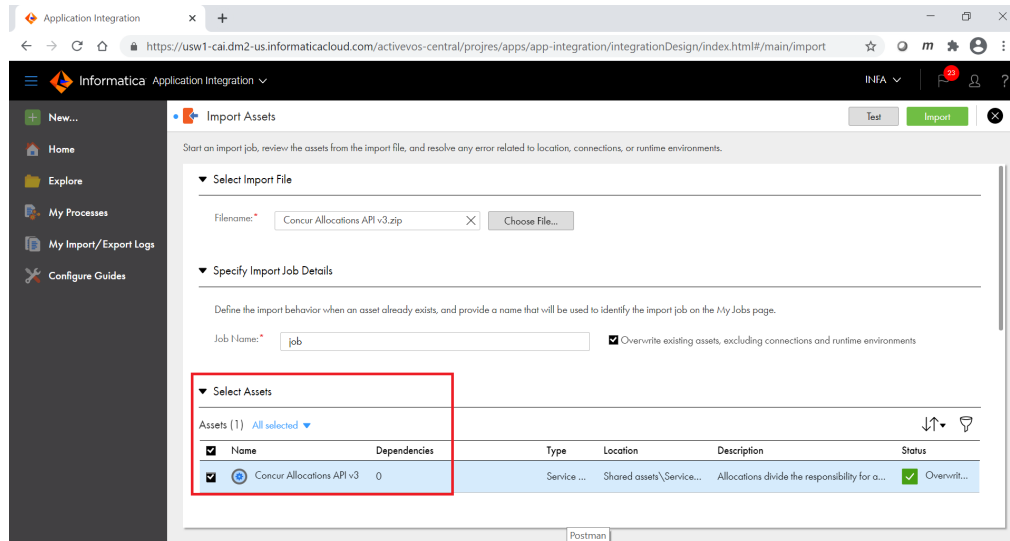 Application Integration
https://usw1-cai.dm2-us.informaticacloud.com/activevos-central/projres/apps/app-integration/integrationDesign/index.html#/main/import
m
Informatica Application Integration
INFA
23
?
New...
Import Assets
Test
Import
Home
Start an import job, review the assets from the import file, and resolve any error related to location, connections, or runtime environments.
Explore
Select Import File
My Processes
Filename:*
Concur Allocations API v3.zip
Choose File...
My Import/Export Logs
Configure Guides
Specify Import Job Details
Define the import behavior when an asset already exists, and provide a name that will be used to identify the import job on the My Jobs page.
Job Name:*
job
Overwrite existing assets, excluding connections and runtime environments
Select Assets
Assets (1) All selected
Name Dependencies Type Location Description Status
Concur Allocations API v3 0 Service ... Shared assets\Service... Allocations divide the responsibility for a... Overwrit...
Postman